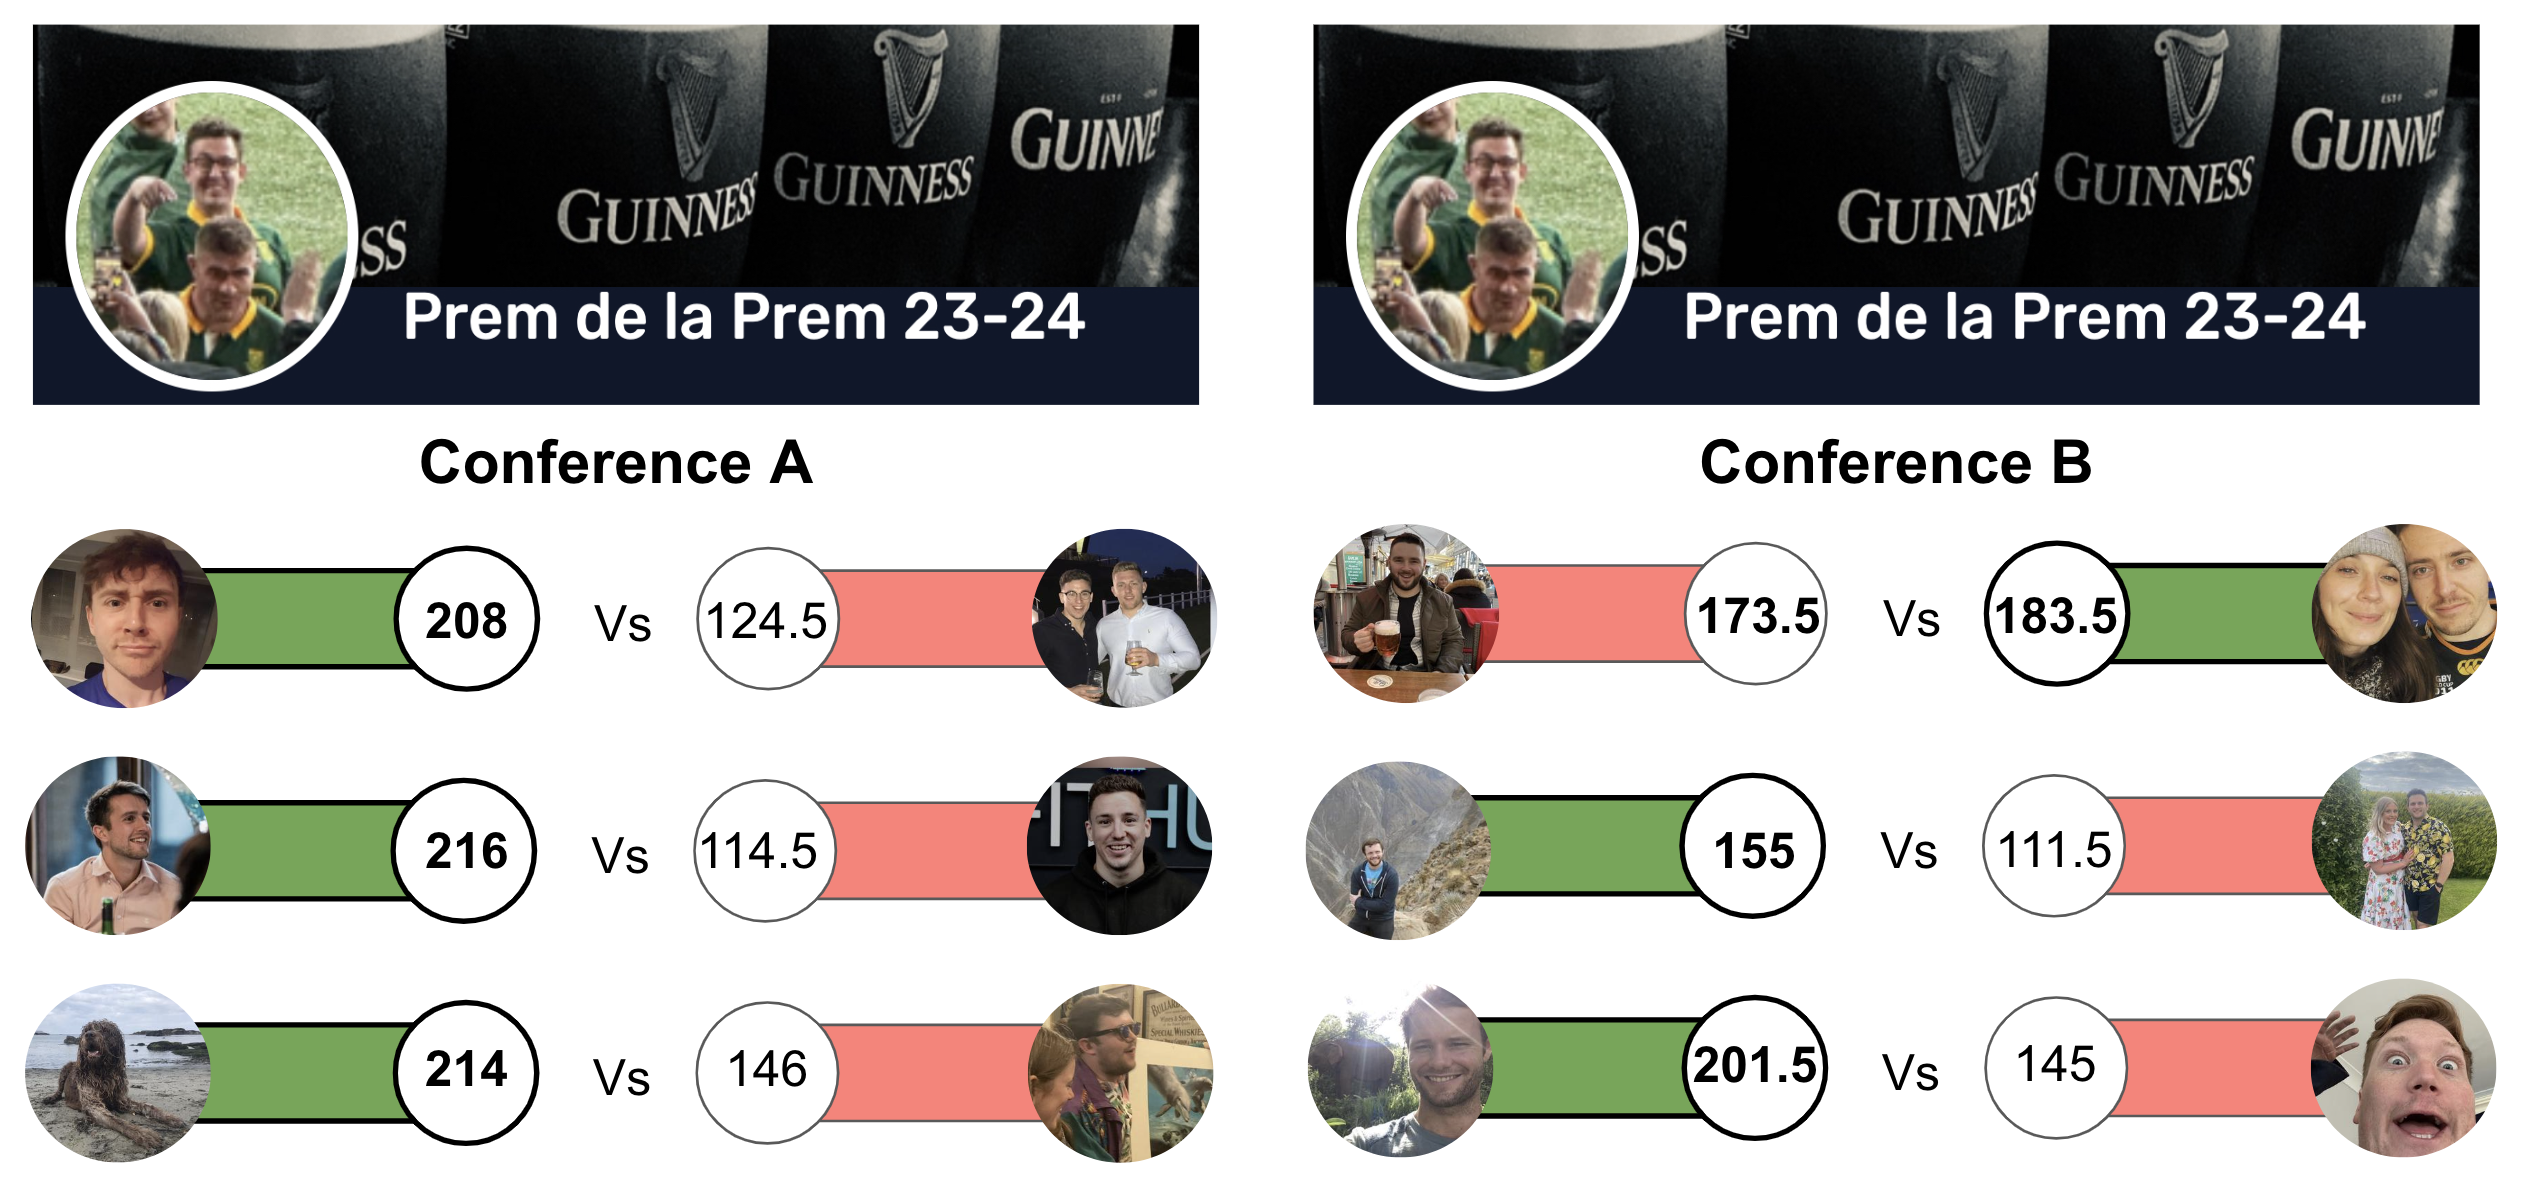 GUINNESS
GUINNESS
GUINNE
SS
Prem de la Prem 23-24
GUINNESS
GUINNESS
GUINNE
SS
Prem de la Prem 23-24
Conference A
Conference B
208 Vs 124.5
173.5 Vs 183.5
216 Vs 114.5
155 Vs 111.5
214 Vs 146
201.5 Vs 145